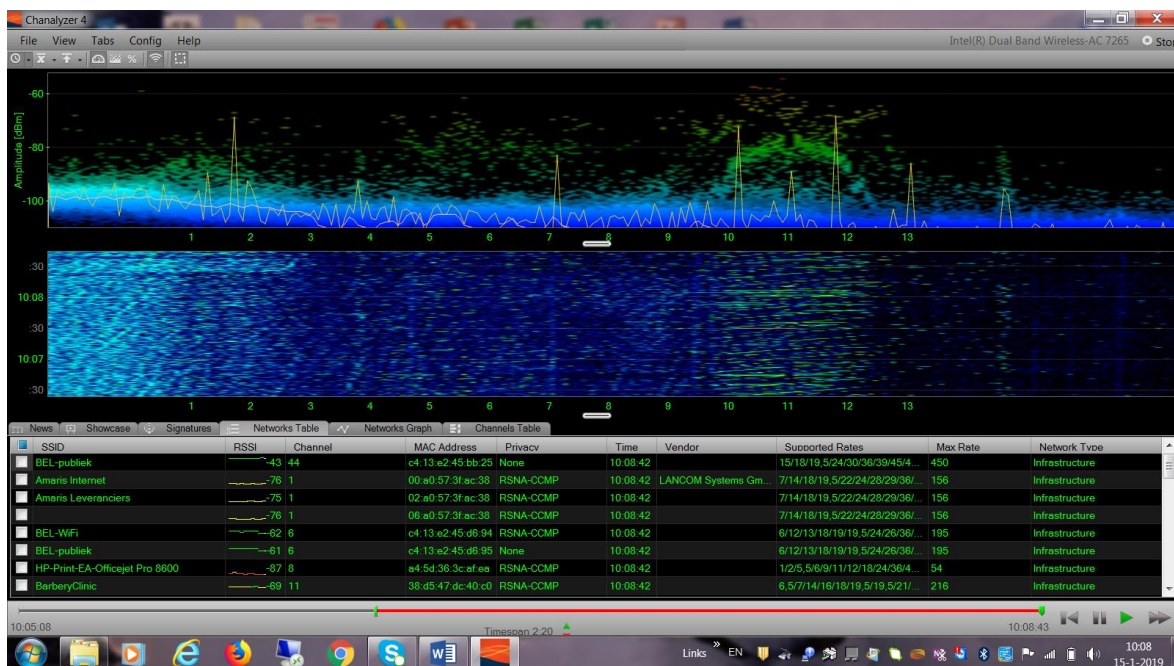 Chanalyzer 4
File View Tabs Config Help Intel(R) Dual Band Wireless-AC 7265
%
Amplitude [dBm]
-60
-80
-100
1 2 3 4 5 6 7 8 9 10 11 12 13
:30
10:08
:30
10:07
:30
1 2 3 4 5 6 7 8 9 10 11 12 13
News Showcase Signatures Networks Table Networks Graph Channels Table
SSID RSSI Channel MAC Address Privacy Time Vendor Supported Rates Max Rate Network Type
BEL-publiek -43 44 c4:13:e2:45:bb:25 None 10:08:42 15/18/19,5/24/30/36/39/45/4... 450 Infrastructure
Amaris Internet -76 1 00:a0:57:3f:ac:38 RSNA-CCMP 10:08:42 LANCOM Systems Gm... 7/14/18/19,5/22/24/28/29/36/... 156 Infrastructure
Amaris Leveranciers -75 1 02:a0:57:3f:ac:38 RSNA-CCMP 10:08:42 7/14/18/19,5/22/24/28/29/36/... 156 Infrastructure
-76 1 06:a0:57:3f:ac:38 RSNA-CCMP 10:08:42 7/14/18/19,5/22/24/28/29/36/... 156 Infrastructure
BEL-WiFi -62 6 c4:13:e2:45:d6:94 RSNA-CCMP 10:08:42 6/12/13/18/19/19,5/24/26/36/... 195 Infrastructure
BEL-publiek -61 6 c4:13:e2:45:d6:95 None 10:08:42 6/12/13/18/19/19,5/24/26/36/... 195 Infrastructure
HP-Print-EA-Officejet Pro 8600 -87 8 a4:5d:36:3c:af:ea RSNA-CCMP 10:08:42 1/2/5,5/6/9/11/12/18/24/36/4... 54 Infrastructure
BarberyClinic -69 11 38:d5:47:dc:40:c0 RSNA-CCMP 10:08:42 6,5/7/14/16/18/19,5/19,5/21/... 216 Infrastructure
10:05:08 Timespan 2:20 10:08:43
Links » EN 10:08
15-1-2019